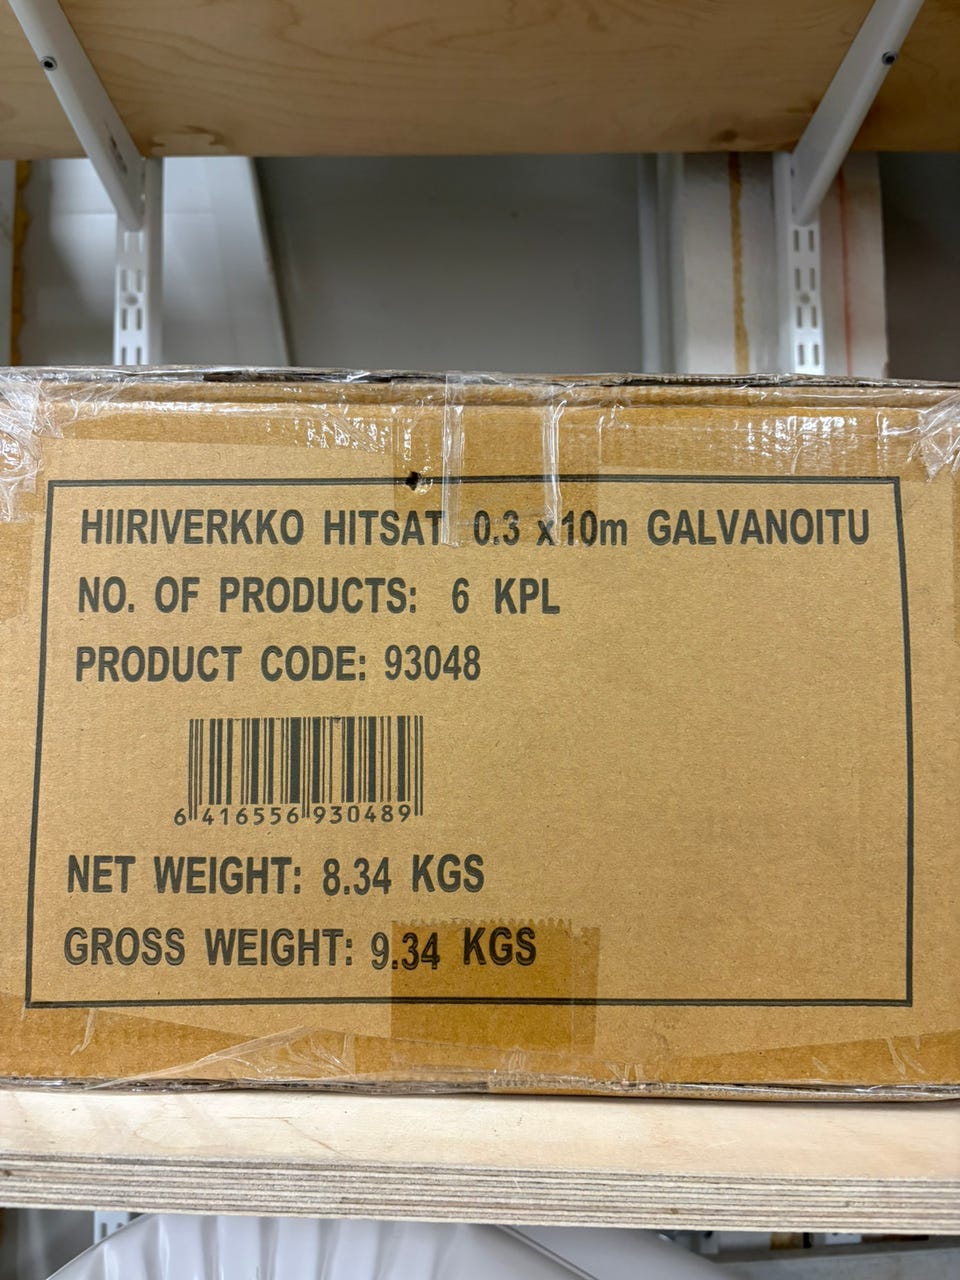 HIIRIVERKKO HITSAT 0.3 x10m GALVANOITU
NO. OF PRODUCTS: 6 KPL
PRODUCT CODE: 93048
6 416556 930489
NET WEIGHT: 8.34 KGS
GROSS WEIGHT: 9.34 KGS